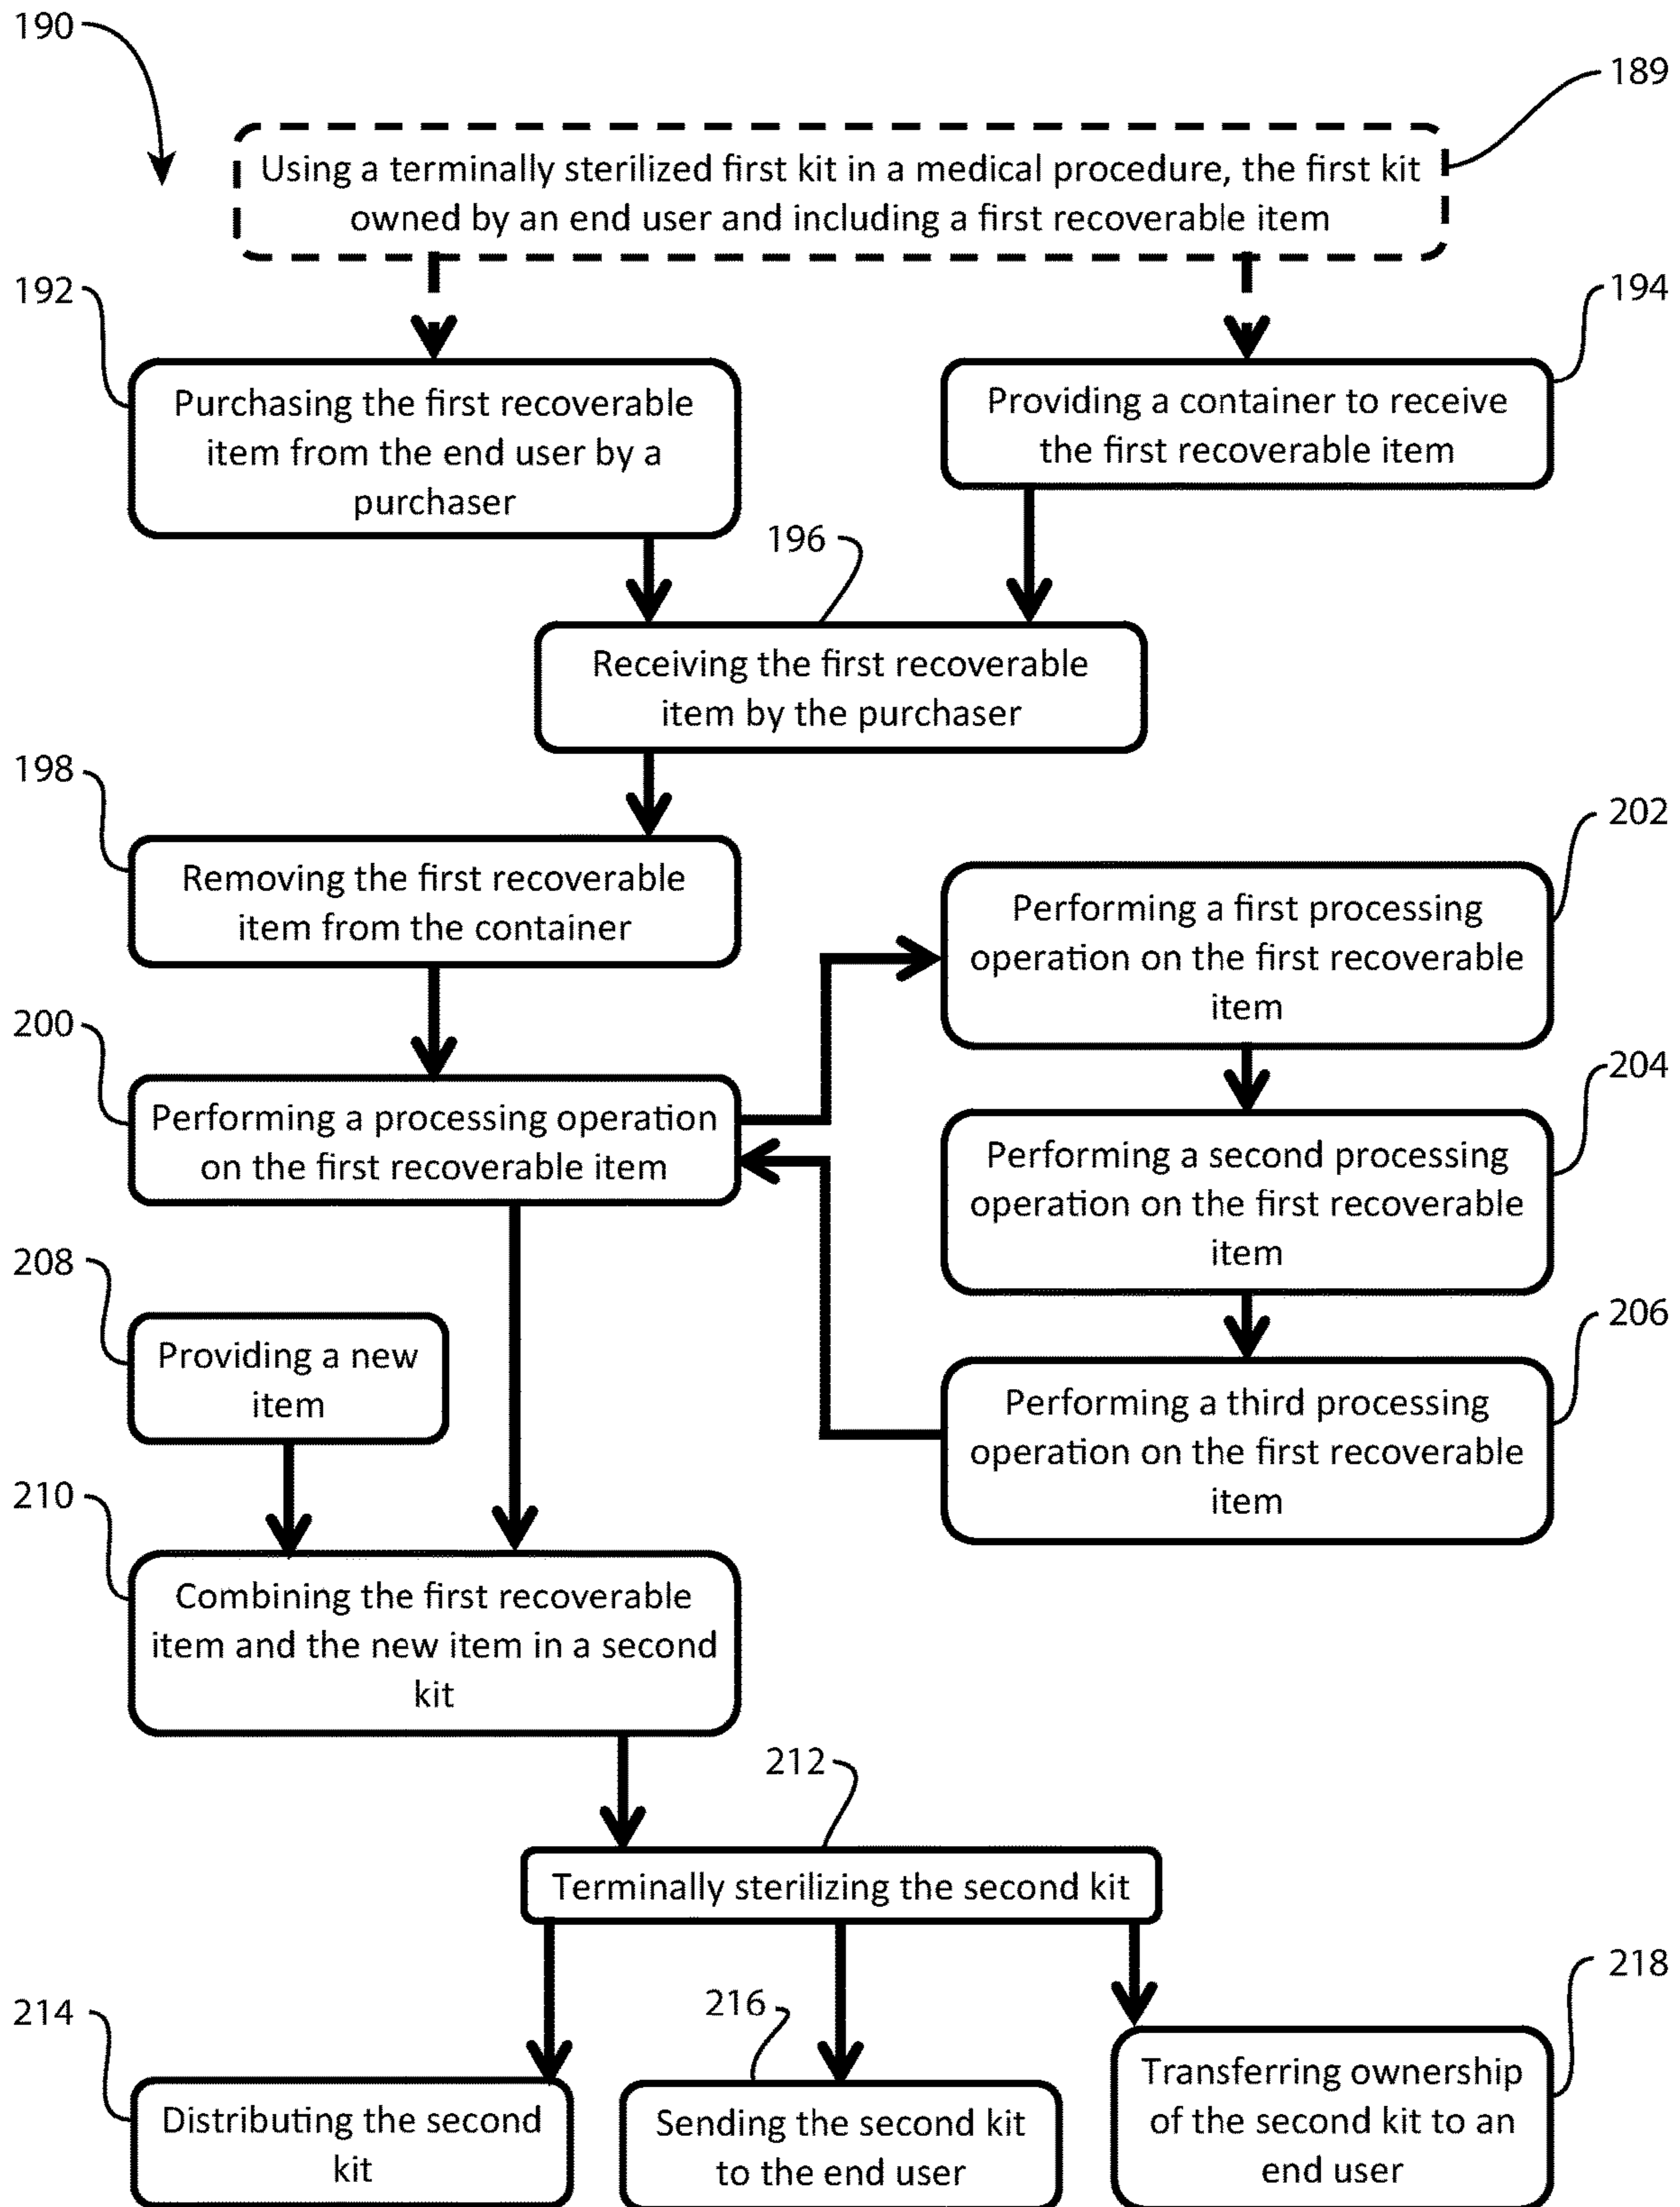 190
189
Using a terminally sterilized first kit in a medical procedure, the first kit
owned by an end user and including a first recoverable item
192
194
Purchasing the first recoverable
item from the end user by a
purchaser
Providing a container to receive
the first recoverable item
196
Receiving the first recoverable
item by the purchaser
198
Removing the first recoverable
item from the container
202
Performing a first processing
operation on the first recoverable
item
200
Performing a processing operation
on the first recoverable item
204
Performing a second processing
operation on the first recoverable
item
208
Providing a new
item
206
Performing a third processing
operation on the first recoverable
item
210
Combining the first recoverable
item and the new item in a second
kit
212
Terminally sterilizing the second kit
214
Distributing the second
kit
216
Sending the second kit
to the end user
218
Transferring ownership
of the second kit to an
end user